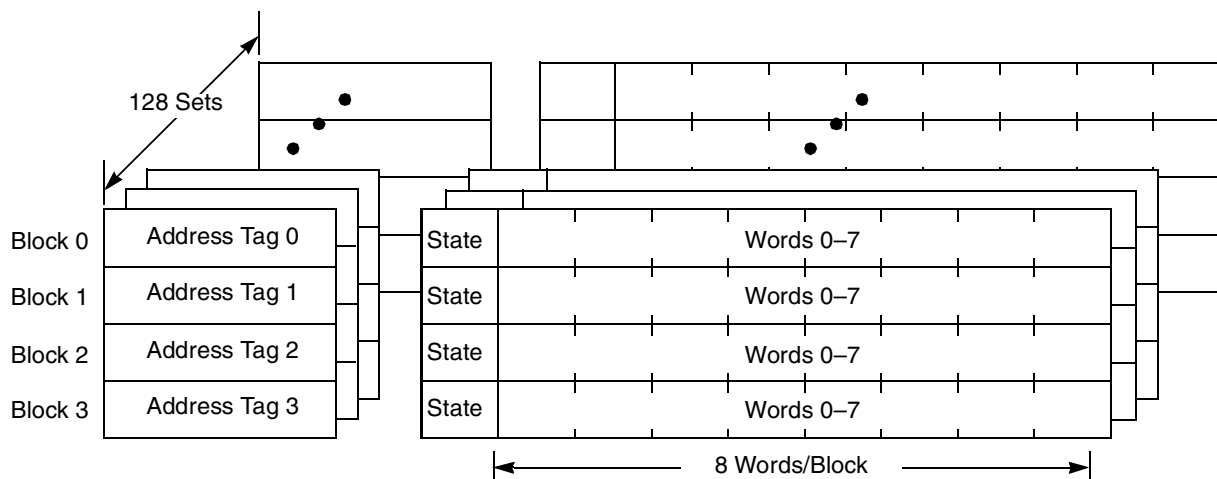 128 Sets
Block 0 Address Tag 0 State Words 0–7
Block 1 Address Tag 1 State Words 0–7
Block 2 Address Tag 2 State Words 0–7
Block 3 Address Tag 3 State Words 0–7
8 Words/Block